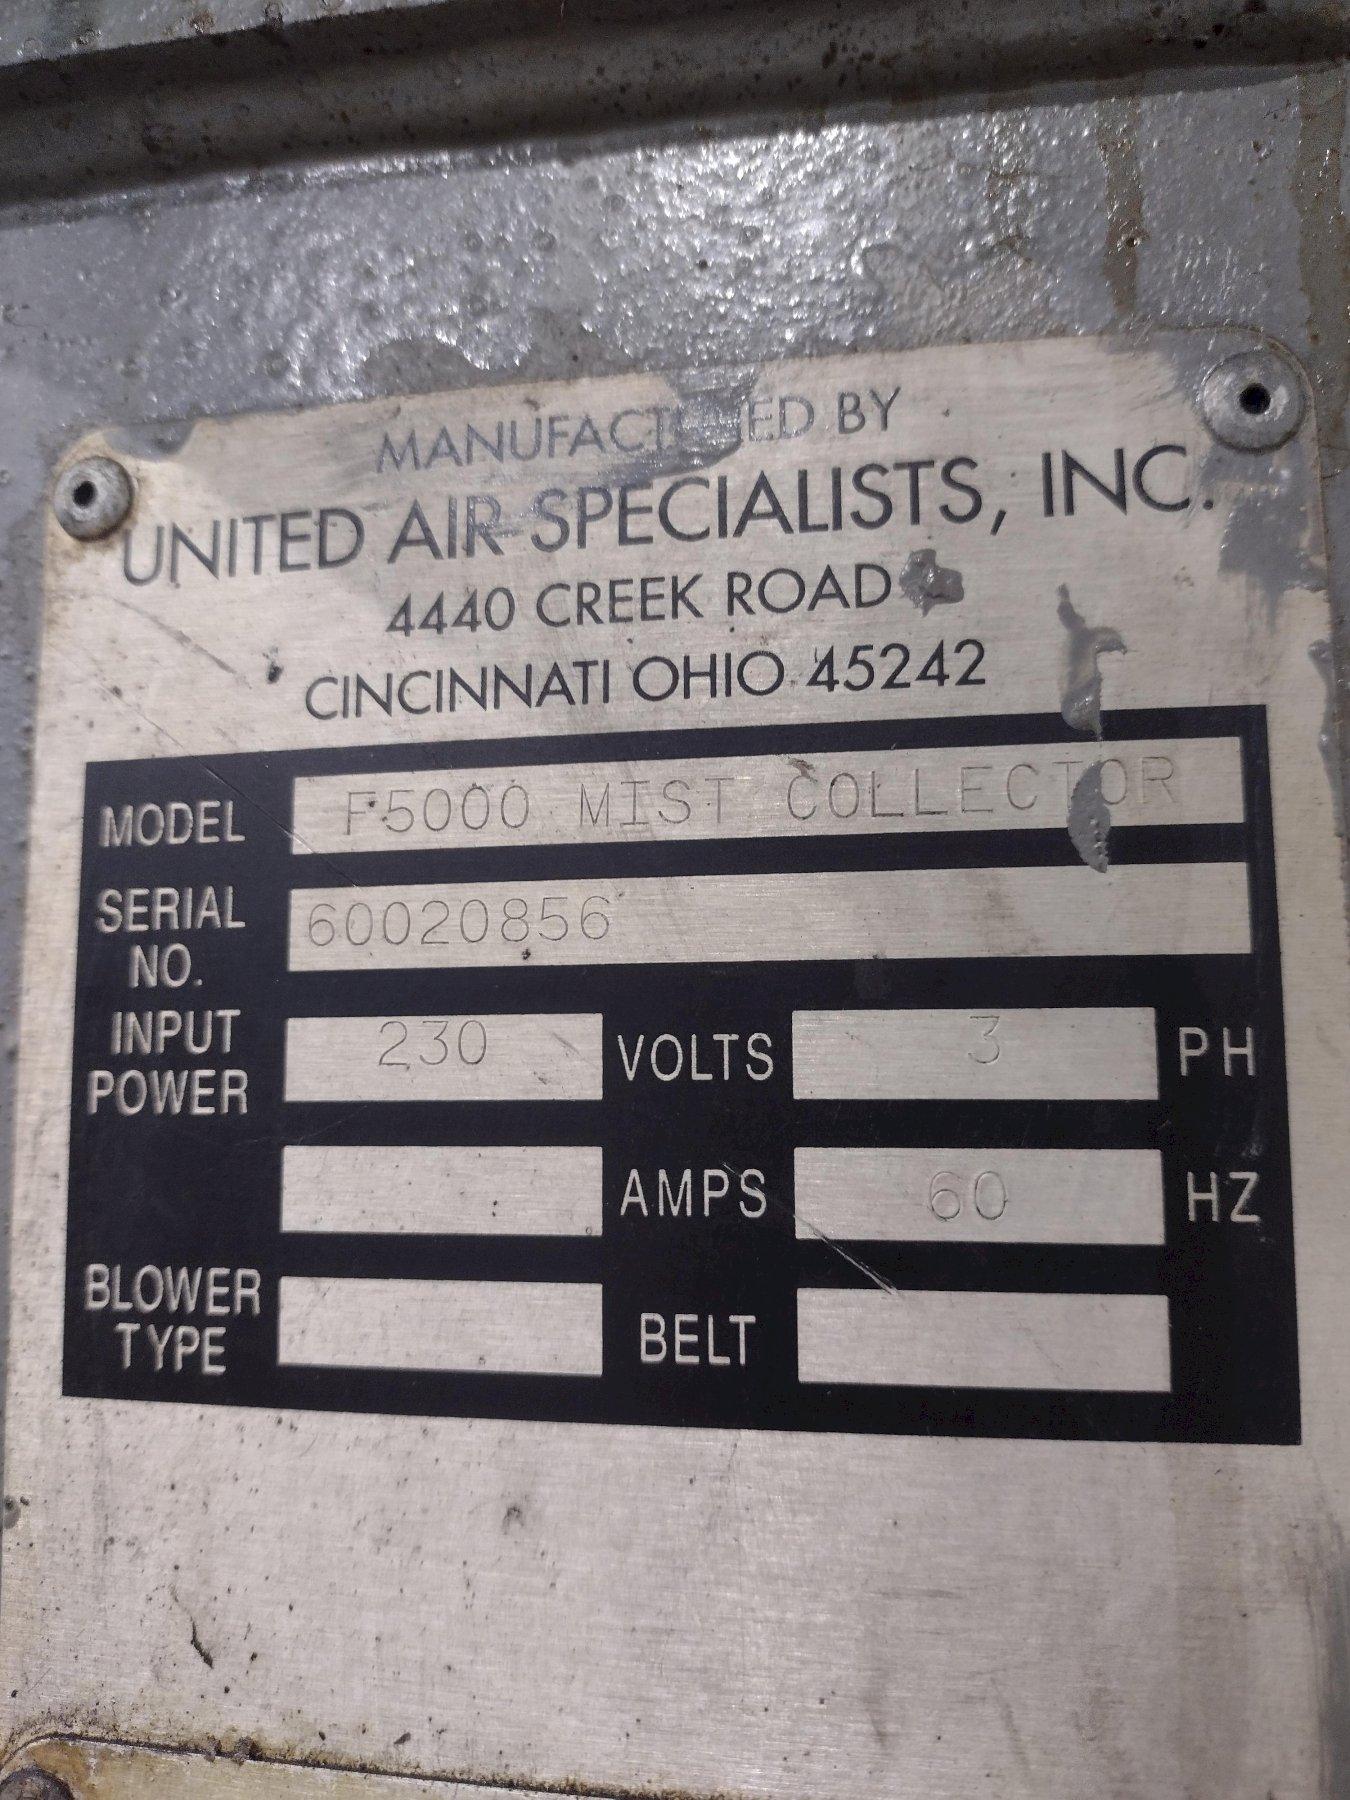 MANUFACTURED BY
UNITED AIR SPECIALISTS, INC.
4440 CREEK ROAD
CINCINNATI OHIO 45242
MODEL F5000 MIST COLLECTOR
SERIAL NO. 60020856
INPUT POWER 230 VOLTS 3 PH
AMPS 60 HZ
BLOWER TYPE BELT